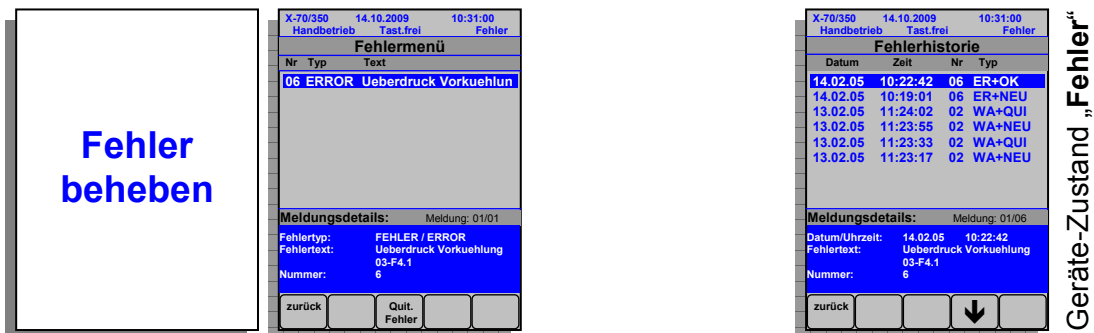 Fehler
beheben
X-70/350 14.10.2009 10:31:00
Handbetrieb Tast.frei Fehler
Fehlermenü
Nr Typ Text
06 ERROR Ueberdruck Vorkuehlun
Meldungsdetails: Meldung: 01/01
Fehlertyp: FEHLER / ERROR
Fehlertext: Ueberdruck Vorkuehlung
03-F4.1
Nummer: 6
zurück Quit.
Fehler
X-70/350 14.10.2009 10:31:00
Handbetrieb Tast.frei Fehler
Fehlerhistorie
Datum Zeit Nr Typ
14.02.05 10:22:42 06 ER+OK
14.02.05 10:19:01 06 ER+NEU
13.02.05 11:24:02 02 WA+QUI
13.02.05 11:23:55 02 WA+NEU
13.02.05 11:23:33 02 WA+QUI
13.02.05 11:23:17 02 WA+NEU
Meldungsdetails: Meldung: 01/06
Datum/Uhrzeit: 14.02.05 10:22:42
Fehlertext: Ueberdruck Vorkuehlung
03-F4.1
Nummer: 6
zurück
Geräte-Zustand „Fehler“